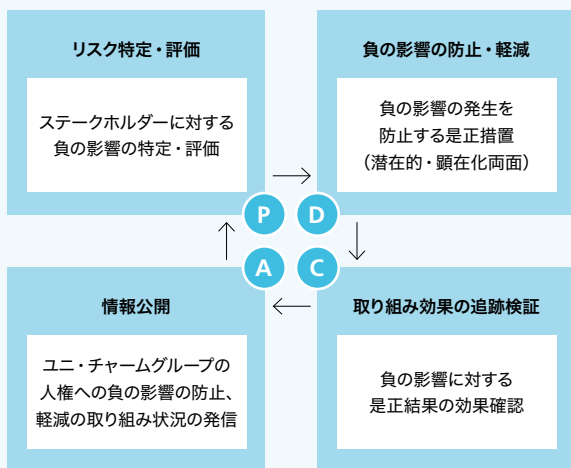 リスク特定・評価
ステークホルダーに対する
負の影響の特定・評価
負の影響の防止・軽減
負の影響の発生を
防止する是正措置
（潜在的・顕在化両面）
P
D
A
C
情報公開
ユニ・チャームグループの
人権への負の影響の防止、
軽減の取り組み状況の発信
取り組み効果の追跡検証
負の影響に対する
是正結果の効果確認